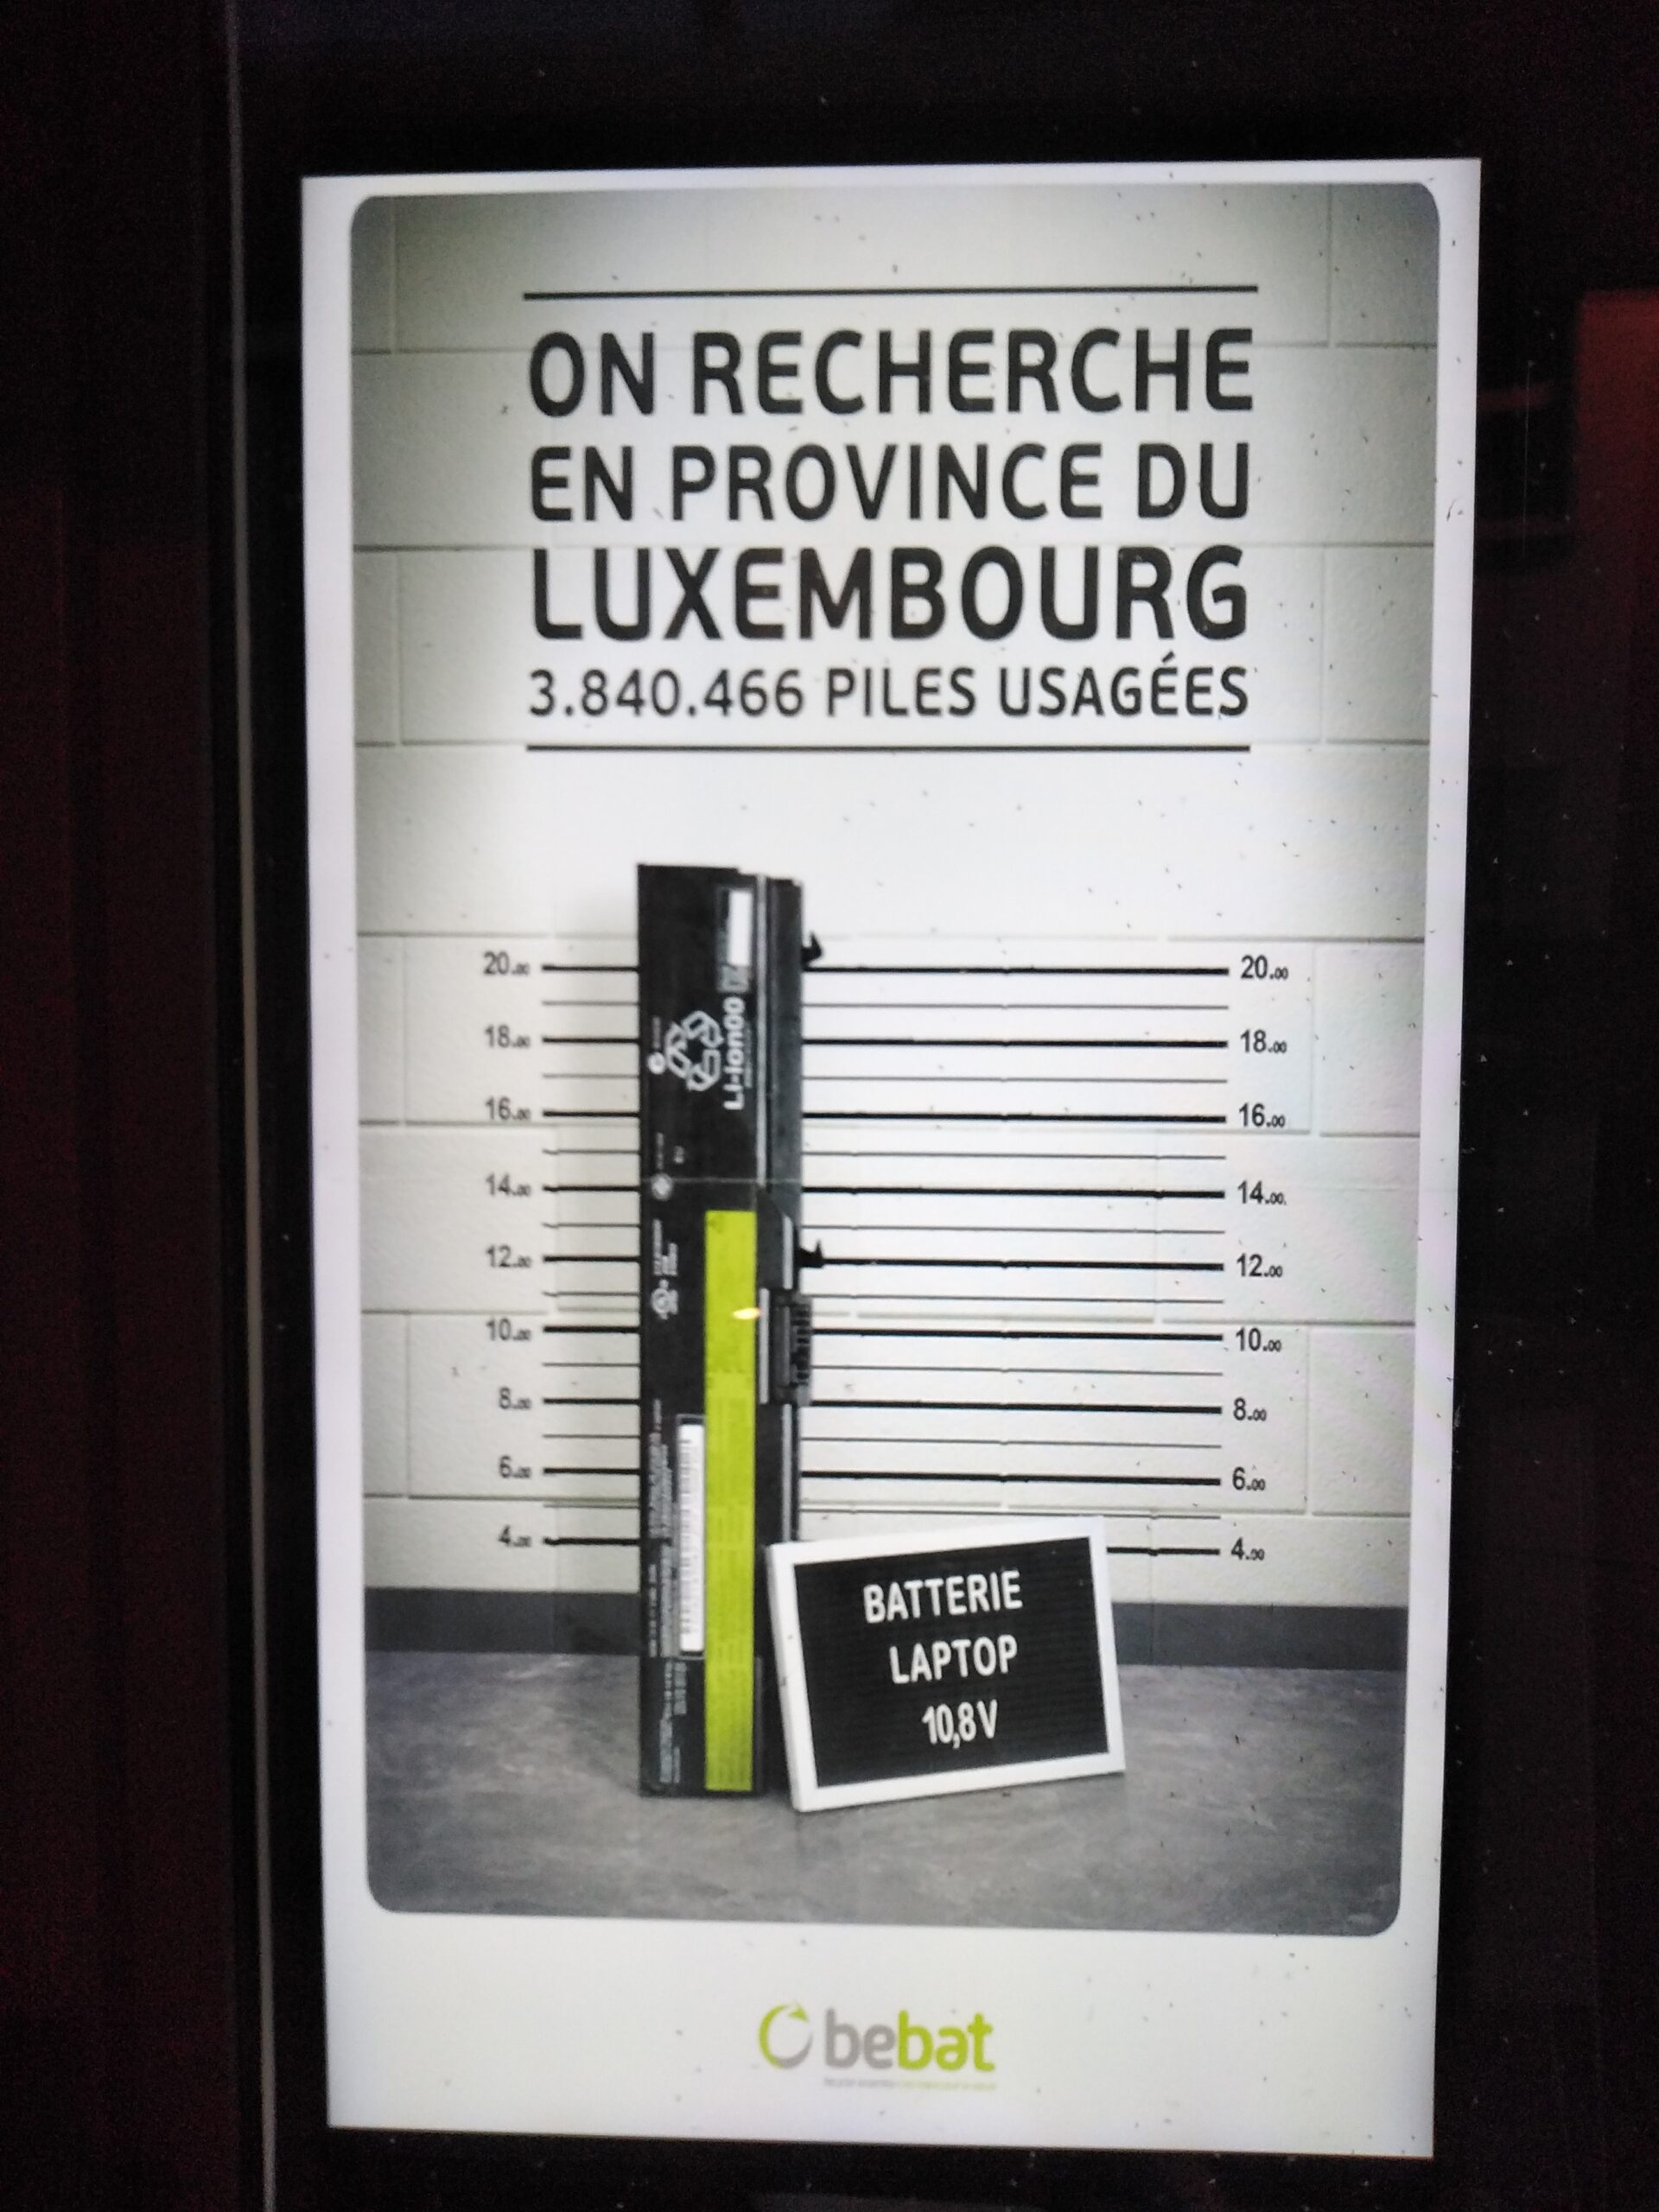 ON RECHERCHE
EN PROVINCE DU
LUXEMBOURG
3.840.466 PILES USAGÉES
20.00 20.00
18.00 18.00
16.00 16.00
14.00 14.00
12.00 12.00
10.00 10.00
8.00 8.00
6.00 6.00
4.00 4.00
Li-ion00
BATTERIE
LAPTOP
10,8 V
bebat